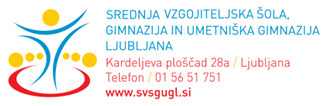 SREDNJA VZGOJITELJSKA ŠOLA,
GIMNAZIJA IN UMETNIŠKA GIMNAZIJA
LJUBLJANA
Kardeljeva ploščad 28a / Ljubljana
Telefon / 01 56 51 751
www.svsgugl.si